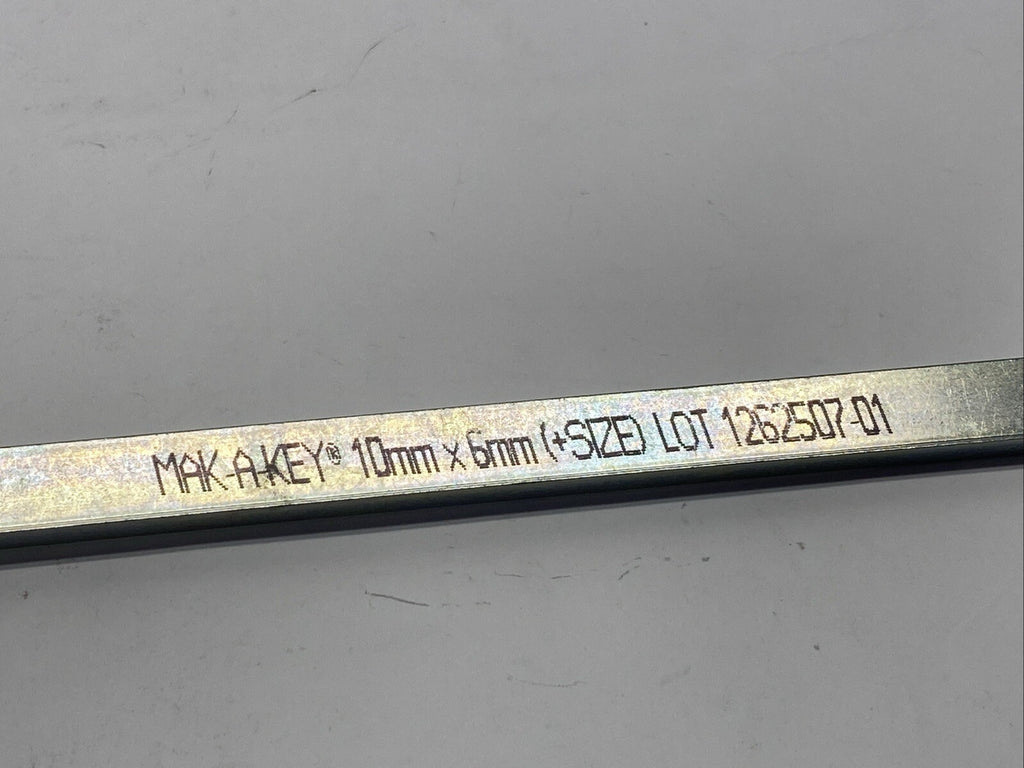 MAK-A-KEY® 10mm x 6mm (+SIZE) LOT 1262507-01